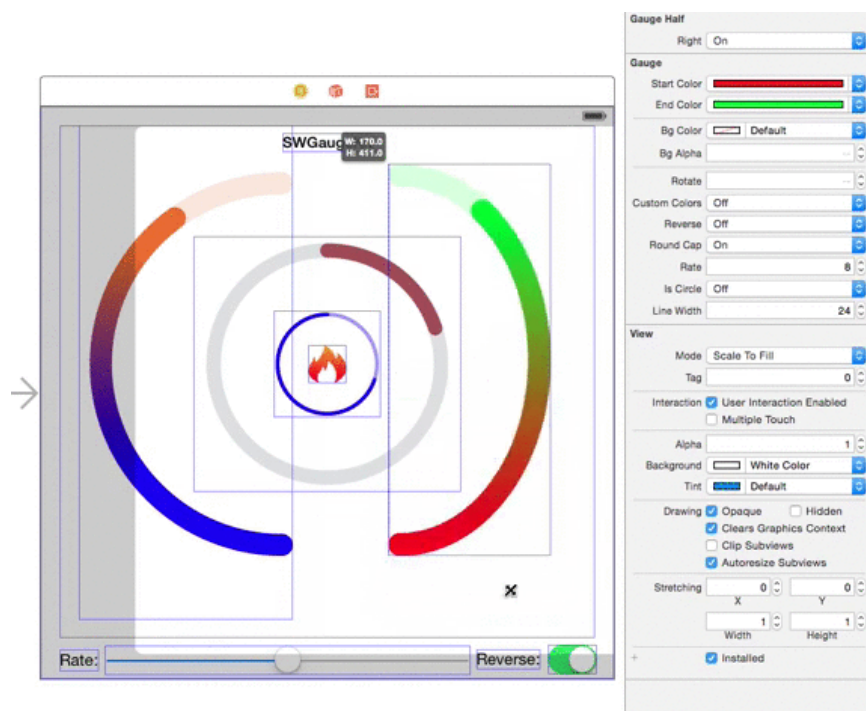 SWGaug
W: 170.0
H: 411.0
Rate:
Reverse:
Gauge Half
Right On
Gauge
Start Color
End Color
Bg Color Default
Bg Alpha --
Rotate --
Custom Colors Off
Reverse Off
Round Cap On
Rate 8
Is Circle Off
Line Width 24
View
Mode Scale To Fill
Tag 0
Interaction User Interaction Enabled
Multiple Touch
Alpha 1
Background White Color
Tint Default
Drawing Opaque Hidden
Clears Graphics Context
Clip Subviews
Autoresize Subviews
Stretching 0 0
X Y
1 1
Width Height
+ Installed